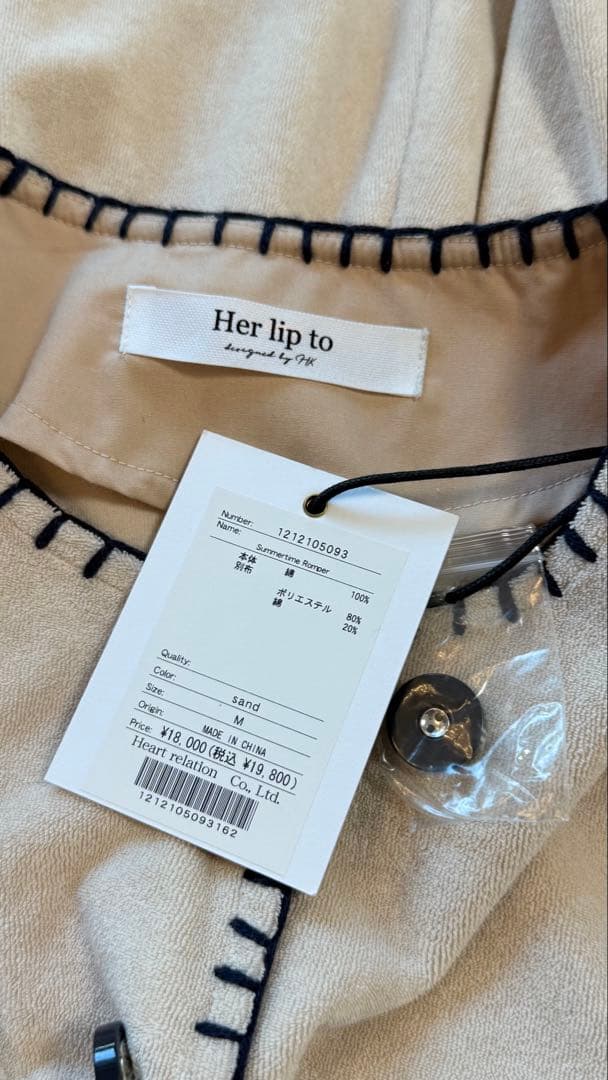 Her lip to
designed by HK
Number: 1212105093
Name: Summertime Romper
本体 綿 100%
別布 ポリエステル 80%
綿 20%
Quality:
Color: sand
Size: M
Origin: MADE IN CHINA
Price: ¥18,000(税込 ¥19,800)
Heart relation Co., Ltd.
1212105093162